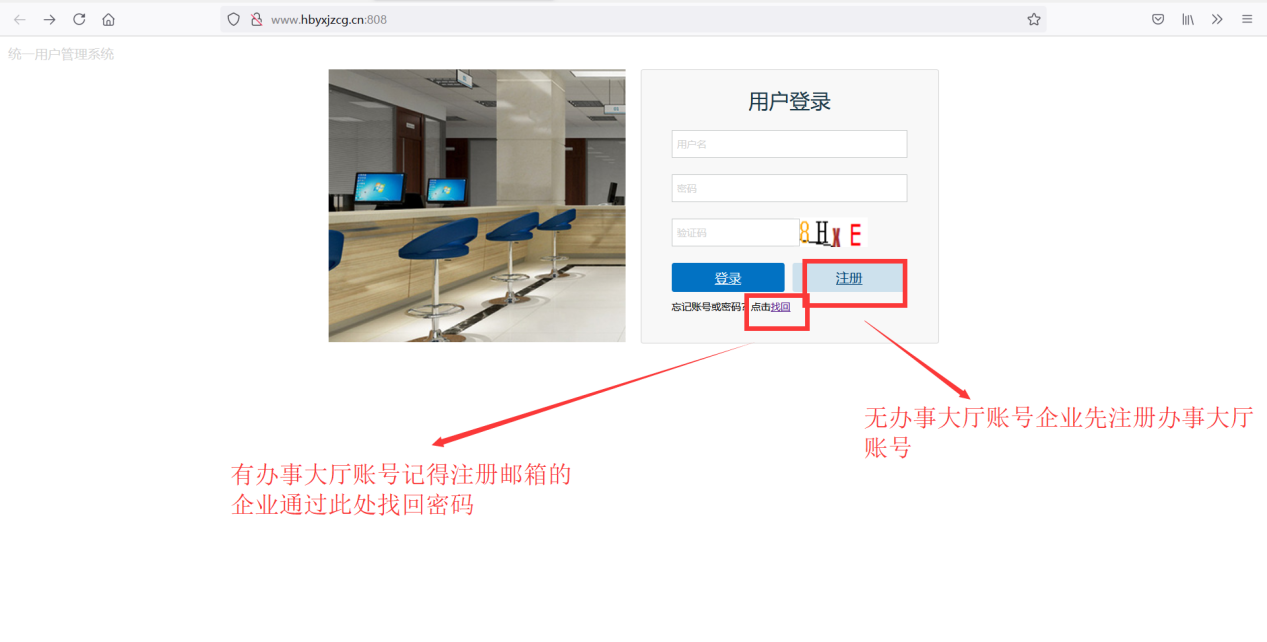 www.hbyxjzcg.cn:808
统一用户管理系统
用户登录
用户名
密码
验证码
8HxE
登录
注册
忘记账号或密码？点击找回
无办事大厅账号企业先注册办事大厅
账号
有办事大厅账号记得注册邮箱的
企业通过此处找回密码